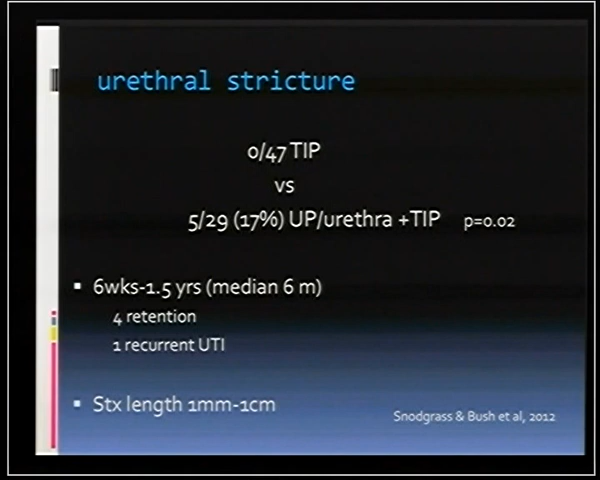 urethral stricture
0/47 TIP
vs
5/29 (17%) UP/urethra +TIP p=0.02
▪ 6wks-1.5 yrs (median 6 m)
4 retention
1 recurrent UTI
▪ Stx length 1mm-1cm
Snodgrass & Bush et al, 2012